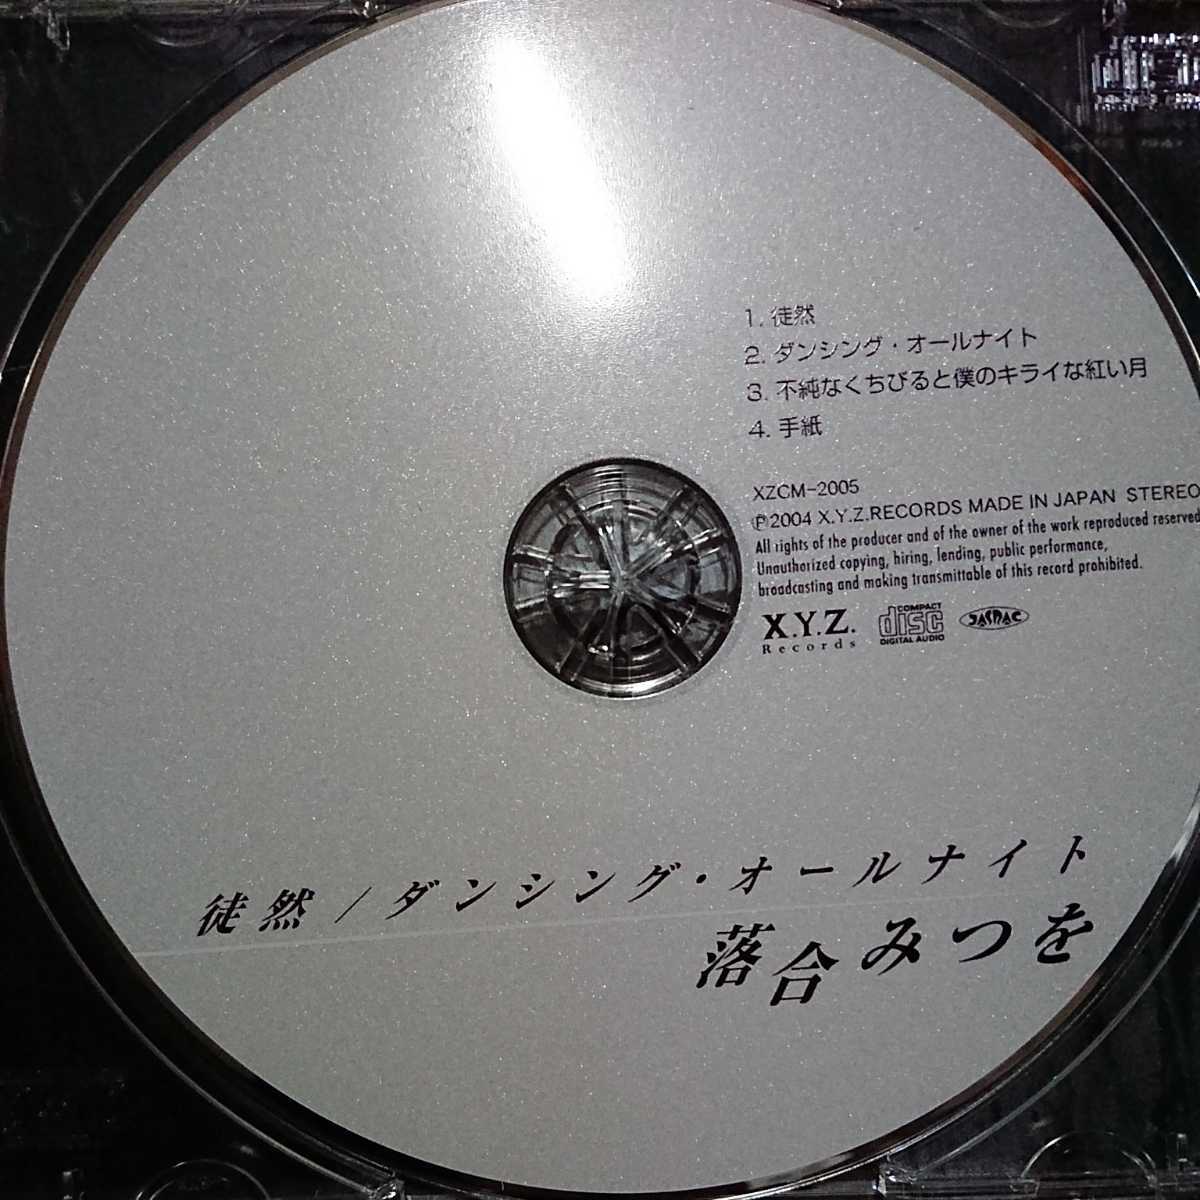 1. 徒然
2. ダンシング・オールナイト
3. 不純なくちびると僕のキライな紅い月
4. 手紙
XZCM-2005
Ⓟ2004 X.Y.Z.RECORDS MADE IN JAPAN STEREO
All rights of the producer and of the owner of the work reproduced reserved.
Unauthorized copying, hiring, lending, public performance,
broadcasting and making transmittable of this record prohibited.
X.Y.Z.
Records
COMPACT
disc
DIGITAL AUDIO
JASRAC
徒然/ダンシング・オールナイト
落合みつを